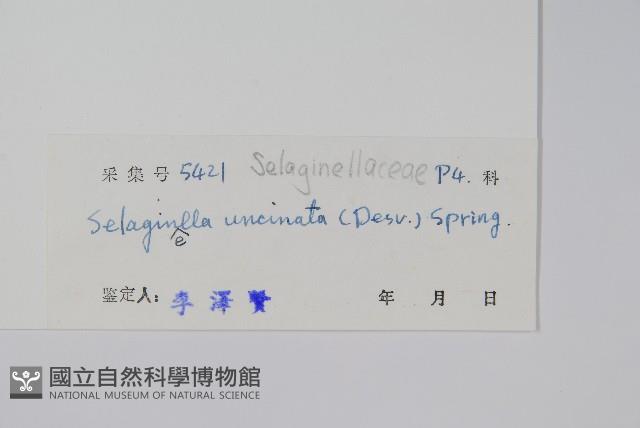 采集号 5421 Selaginellaceae P4. 科
Selaginella uncinata (Desv.) Spring.
鉴定人: 李澤賢 年 月 日
國立自然科學博物館
NATIONAL MUSEUM OF NATURAL SCIENCE